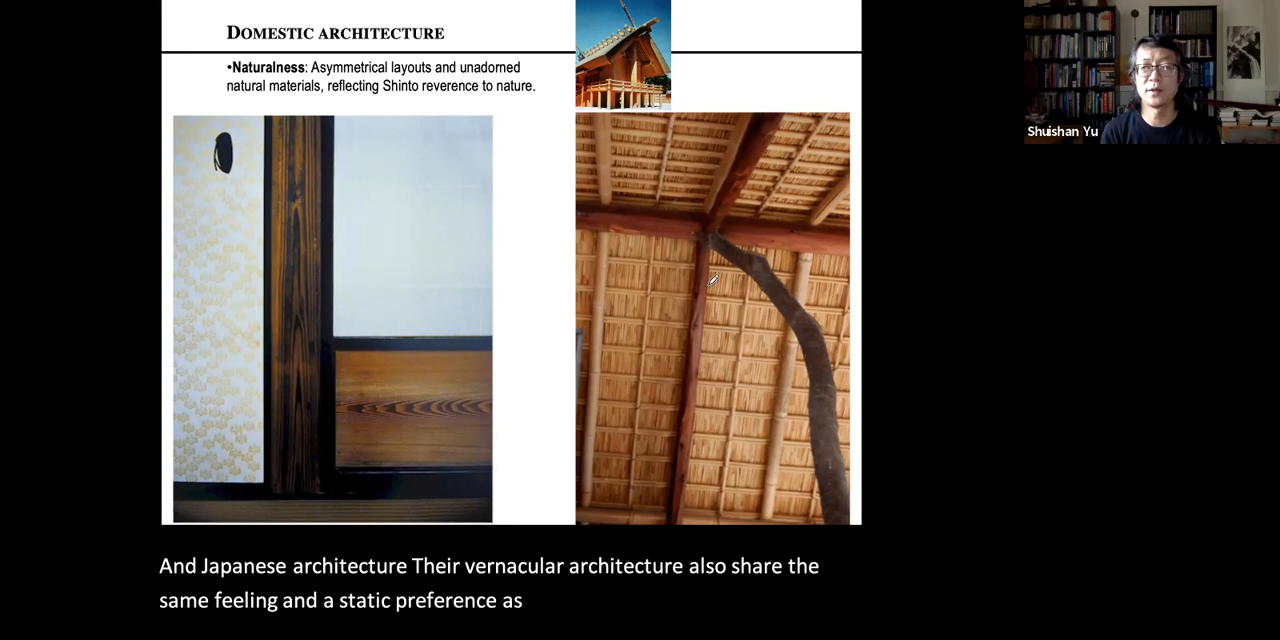 DOMESTIC ARCHITECTURE
•Naturalness: Asymmetrical layouts and unadorned
natural materials, reflecting Shinto reverence to nature.
Shuishan Yu
And Japanese architecture Their vernacular architecture also share the
same feeling and a static preference as